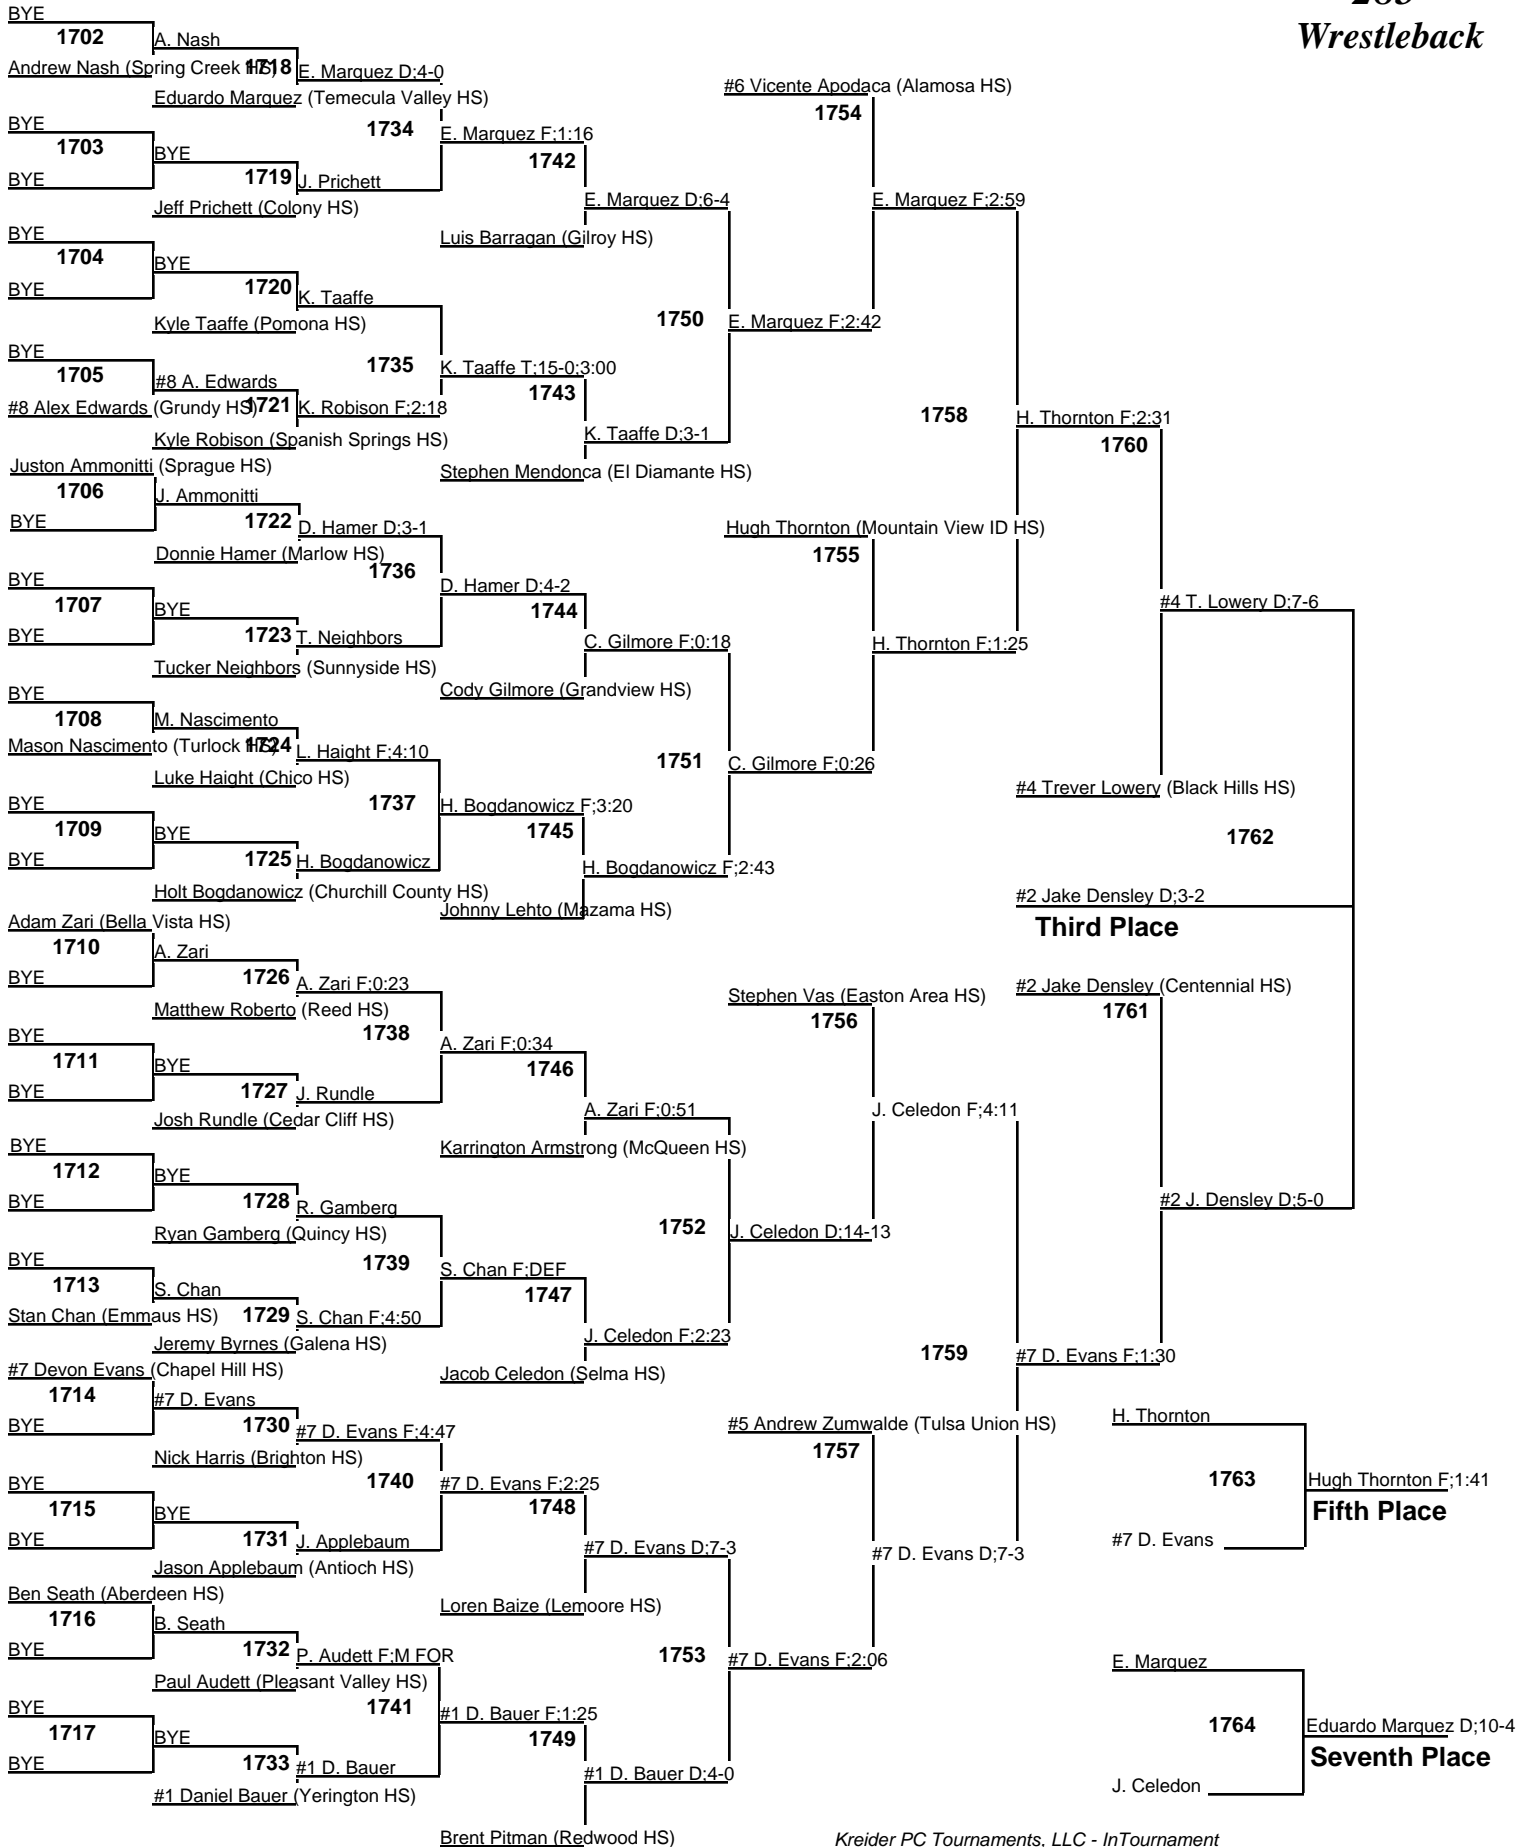 Wrestleback
BYE
1702
A. Nash
Andrew Nash (Spring Creek HS)
1718
E. Marquez D;4-0
Eduardo Marquez (Temecula Valley HS)
BYE
1703
BYE
BYE
1719
J. Prichett
Jeff Prichett (Colony HS)
1734
E. Marquez F;1:16
1742
BYE
1704
BYE
BYE
1720
K. Taaffe
Kyle Taaffe (Pomona HS)
E. Marquez D;6-4
Luis Barragan (Gilroy HS)
BYE
1705
#8 A. Edwards
#8 Alex Edwards (Grundy HS)
1721
K. Robison F;2:18
Kyle Robison (Spanish Springs HS)
1735
K. Taaffe T;15-0;3:00
1743
K. Taaffe D;3-1
Stephen Mendonca (El Diamante HS)
1750
E. Marquez F;2:42
#6 Vicente Apodaca (Alamosa HS)
1754
E. Marquez F;2:59
Juston Ammonitti (Sprague HS)
1706
J. Ammonitti
BYE
1722
D. Hamer D;3-1
Donnie Hamer (Marlow HS)
BYE
1707
BYE
BYE
1723
T. Neighbors
Tucker Neighbors (Sunnyside HS)
1736
D. Hamer D;4-2
1744
C. Gilmore F;0:18
Cody Gilmore (Grandview HS)
BYE
1708
M. Nascimento
Mason Nascimento (Turlock HS)
1724
L. Haight F;4:10
Luke Haight (Chico HS)
BYE
1709
BYE
BYE
1725
H. Bogdanowicz
Holt Bogdanowicz (Churchill County HS)
1737
H. Bogdanowicz F;3:20
1745
H. Bogdanowicz F;2:43
Johnny Lehto (Mazama HS)
1751
C. Gilmore F;0:26
Hugh Thornton (Mountain View ID HS)
1755
H. Thornton F;1:25
1758
H. Thornton F;2:31
1760
#4 T. Lowery D;7-6
#4 Trever Lowery (Black Hills HS)
1762
#2 Jake Densley D;3-2
Third Place
Adam Zari (Bella Vista HS)
1710
A. Zari
BYE
1726
A. Zari F;0:23
Matthew Roberto (Reed HS)
BYE
1711
BYE
BYE
1727
J. Rundle
Josh Rundle (Cedar Cliff HS)
1738
A. Zari F;0:34
1746
A. Zari F;0:51
Karrington Armstrong (McQueen HS)
BYE
1712
BYE
BYE
1728
R. Gamberg
Ryan Gamberg (Quincy HS)
BYE
1713
S. Chan
Stan Chan (Emmaus HS)
1729
S. Chan F;4:50
Jeremy Byrnes (Galena HS)
1739
S. Chan F;DEF
1747
J. Celedon F;2:23
Jacob Celedon (Selma HS)
1752
J. Celedon D;14-13
Stephen Vas (Easton Area HS)
1756
J. Celedon F;4:11
#2 Jake Densley (Centennial HS)
1761
#2 J. Densley D;5-0
#7 Devon Evans (Chapel Hill HS)
1714
#7 D. Evans
BYE
1730
#7 D. Evans F;4:47
Nick Harris (Brighton HS)
BYE
1715
BYE
BYE
1731
J. Applebaum
Jason Applebaum (Antioch HS)
1740
#7 D. Evans F;2:25
1748
#7 D. Evans D;7-3
Loren Baize (Lemoore HS)
Ben Seath (Aberdeen HS)
1716
B. Seath
BYE
1732
P. Audett F;M FOR
Paul Audett (Pleasant Valley HS)
BYE
1717
BYE
BYE
1733
#1 D. Bauer
#1 Daniel Bauer (Yerington HS)
1741
#1 D. Bauer F;1:25
1749
#1 D. Bauer D;4-0
Brent Pitman (Redwood HS)
1753
#7 D. Evans F;2:06
#5 Andrew Zumwalde (Tulsa Union HS)
1757
#7 D. Evans D;7-3
1759
#7 D. Evans F;1:30
H. Thornton
1763
Hugh Thornton F;1:41
Fifth Place
#7 D. Evans
E. Marquez
1764
Eduardo Marquez D;10-4
Seventh Place
J. Celedon
Kreider PC Tournaments, LLC - InTournament